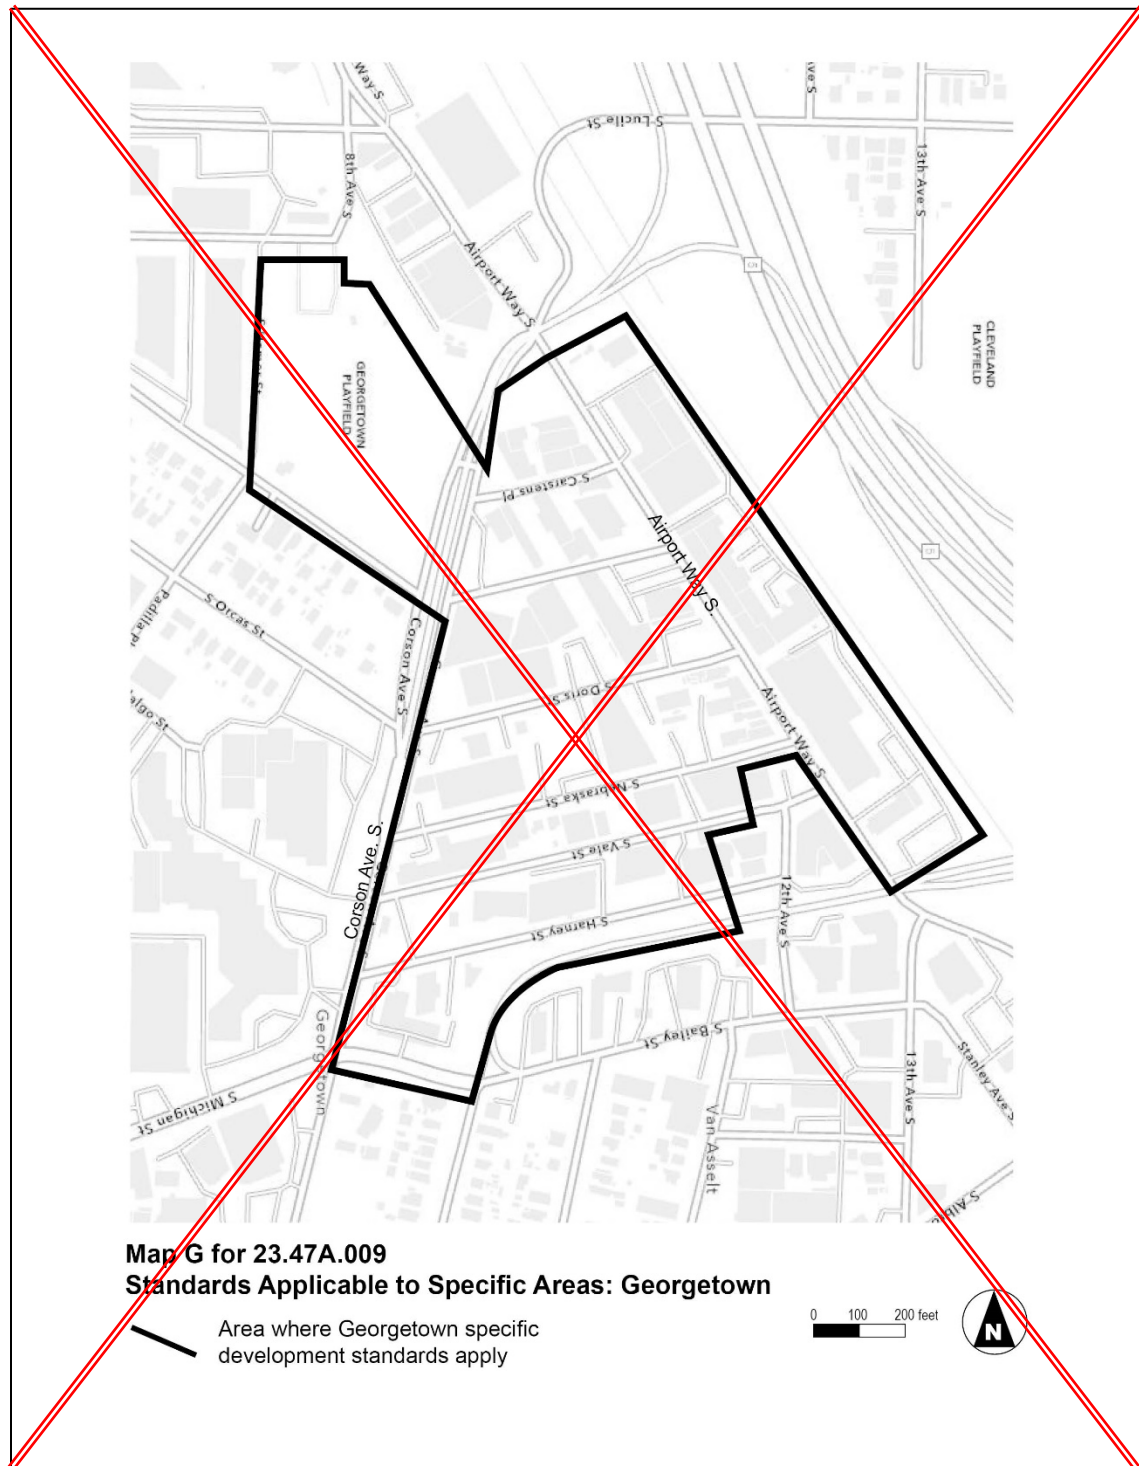 Way S
S Lucile St
Ave S
13th Ave S
8th Ave S
Airport Way S
CLEVELAND
PLAYFIELD
GEORGETOWN
PLAYFIELD
S Carstens Pl
Airport Way S.
Padilla Pl
S Orcas St
Corson Ave S
S Doris St
Airport Way S
S Nebraska St
S Vale St
Corson Ave. S.
12th Ave S
S Harney St
Georgetown
S Bailey St
S Michigan St
13th Ave S
Stanley Ave S
Van Asselt
Map G for 23.47A.009
Standards Applicable to Specific Areas: Georgetown
Area where Georgetown specific
development standards apply
0 100 200 feet
N